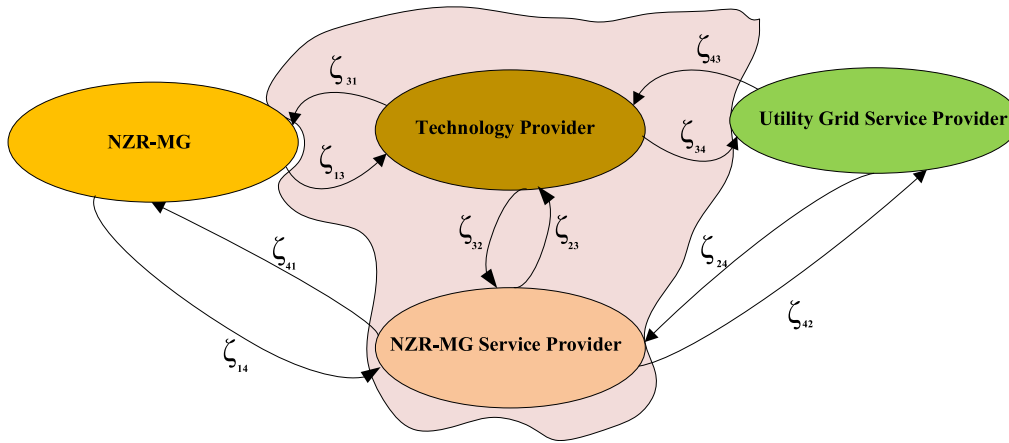 ζ43
ζ31
NZR-MG
Technology Provider
Utility Grid Service Provider
ζ13
ζ34
ζ32
ζ23
ζ41
ζ24
ζ42
NZR-MG Service Provider
ζ14